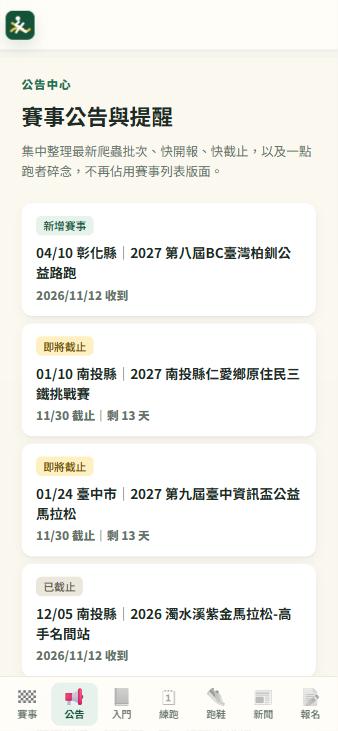 公告中心
賽事公告與提醒
集中整理最新爬蟲批次、快開報、快截止，以及一點
跑者碎念，不再佔用賽事列表版面。
新增賽事
04/10 彰化縣｜2027 第八屆BC臺灣柏釧公
益路跑
2026/11/12 收到
即將截止
01/10 南投縣｜2027 南投縣仁愛鄉原住民三
鐵挑戰賽
11/30 截止｜剩 13 天
即將截止
01/24 臺中市｜2027 第九屆臺中資訊盃公益
馬拉松
11/30 截止｜剩 13 天
已截止
12/05 南投縣｜2026 濁水溪紫金馬拉松-高
手名間站
2026/11/12 收到
賽事
公告
入門
1
練跑
跑鞋
新聞
報名